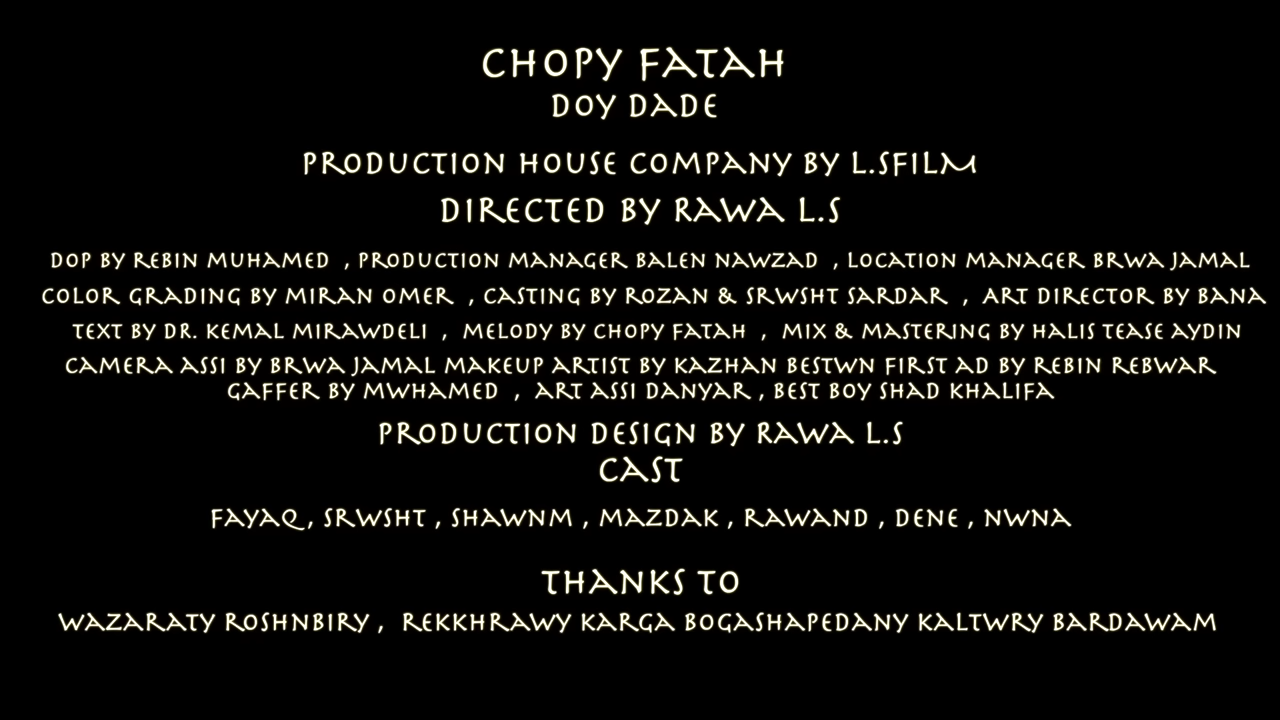 CHOPY FATAH
DOY DADE
PRODUCTION HOUSE COMPANY BY L.SFILM
DIRECTED BY RAWA L.S
DOP BY REBIN MUHAMED , PRODUCTION MANAGER BALEN NAWZAD , LOCATION MANAGER BRWA JAMAL
COLOR GRADING BY MIRAN OMER , CASTING BY ROZAN & SRWSHT SARDAR , ART DIRECTOR BY BANA
TEXT BY DR. KEMAL MIRAWDELI , MELODY BY CHOPY FATAH , MIX & MASTERING BY HALIS TEASE AYDIN
CAMERA ASSI BY BRWA JAMAL MAKEUP ARTIST BY KAZHAN BESTWN FIRST AD BY REBIN REBWAR
GAFFER BY MWHAMED , ART ASSI DANYAR , BEST BOY SHAD KHALIFA
PRODUCTION DESIGN BY RAWA L.S
CAST
FAYAQ , SRWSHT , SHAWNM , MAZDAK , RAWAND , DENE , NWNA
THANKS TO
WAZARATY ROSHNBIRY , REKKHRAWY KARGA BOGASHAPEDANY KALTWRY BARDAWAM